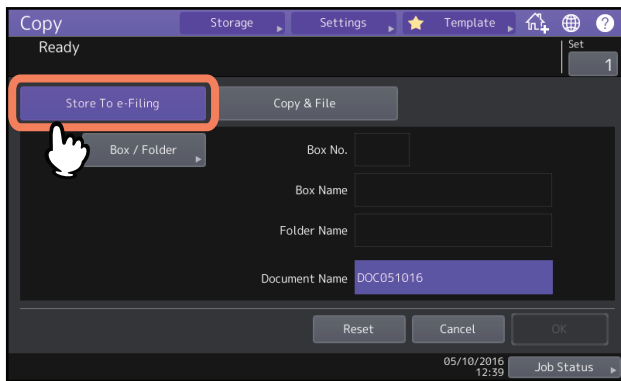 Copy
Storage
Settings
Template
?
Ready
Set
1
Store To e-Filing
Copy & File
Box / Folder
Box No.
Box Name
Folder Name
Document Name DOC051016
Reset
Cancel
OK
05/10/2016
12:39
Job Status